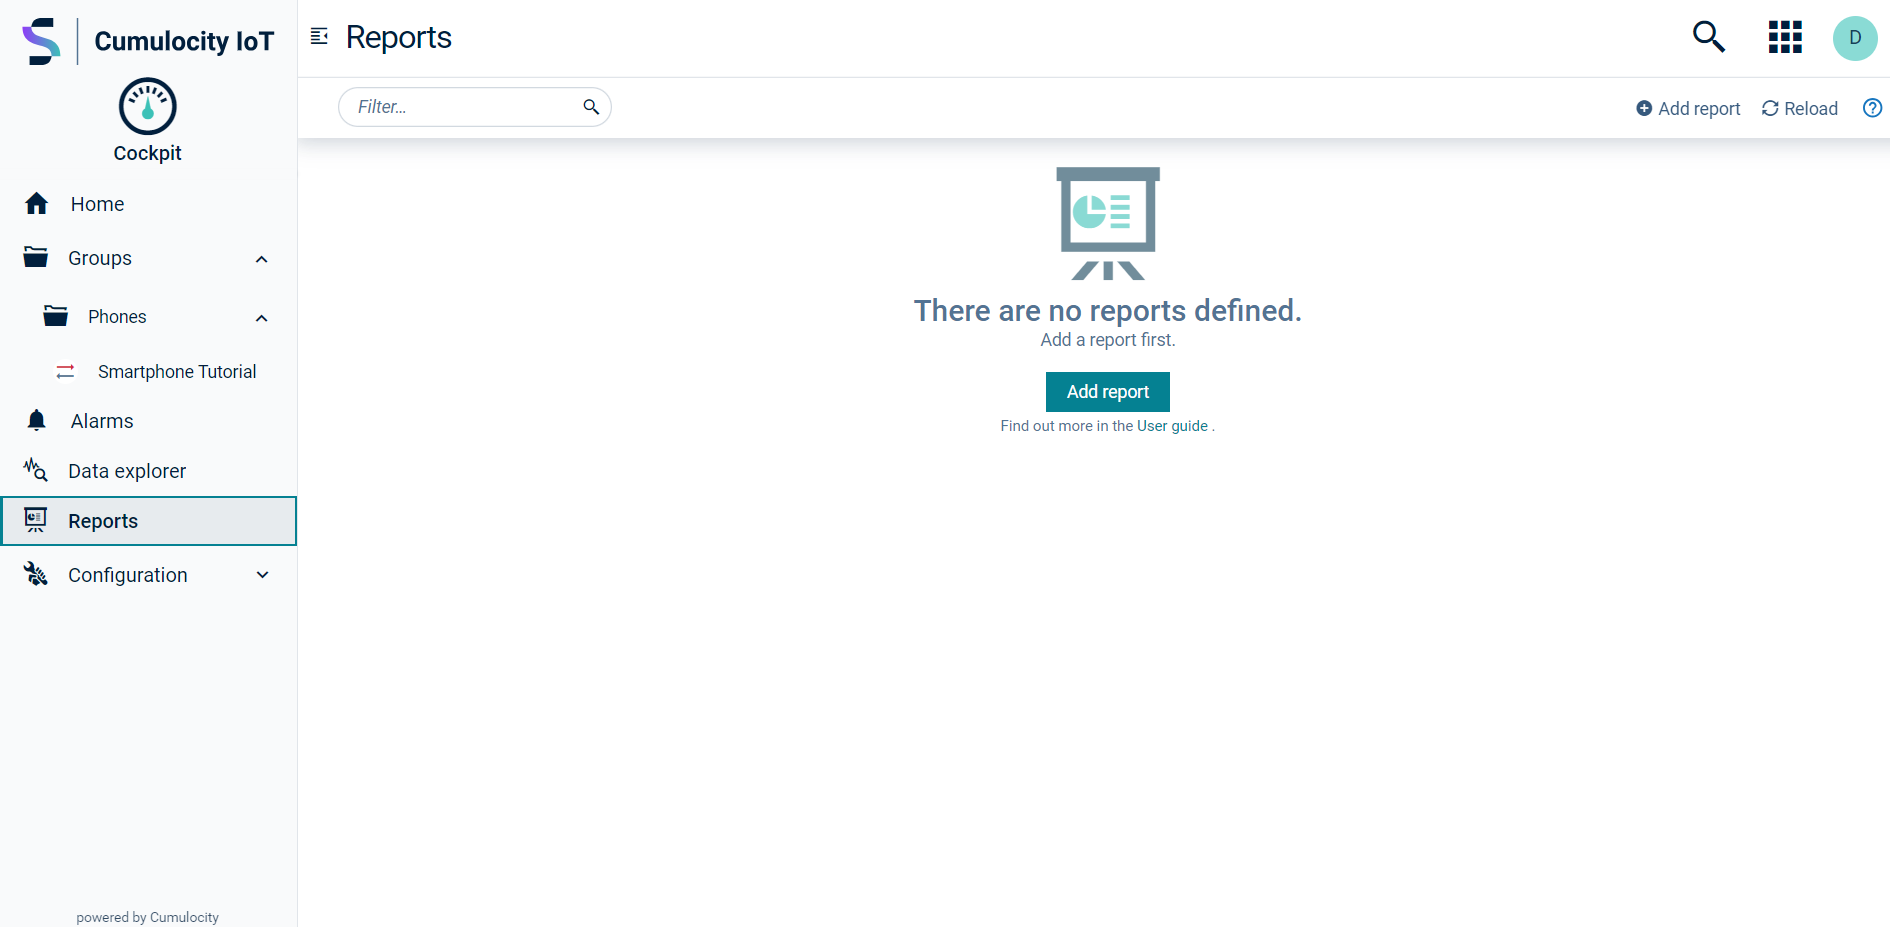 Cumulocity IoT
Cockpit
Home
Groups
Phones
Smartphone Tutorial
Alarms
Data explorer
Reports
Configuration
powered by Cumulocity
Reports
D
Filter...
Add report
Reload
There are no reports defined.
Add a report first.
Add report
Find out more in the User guide .